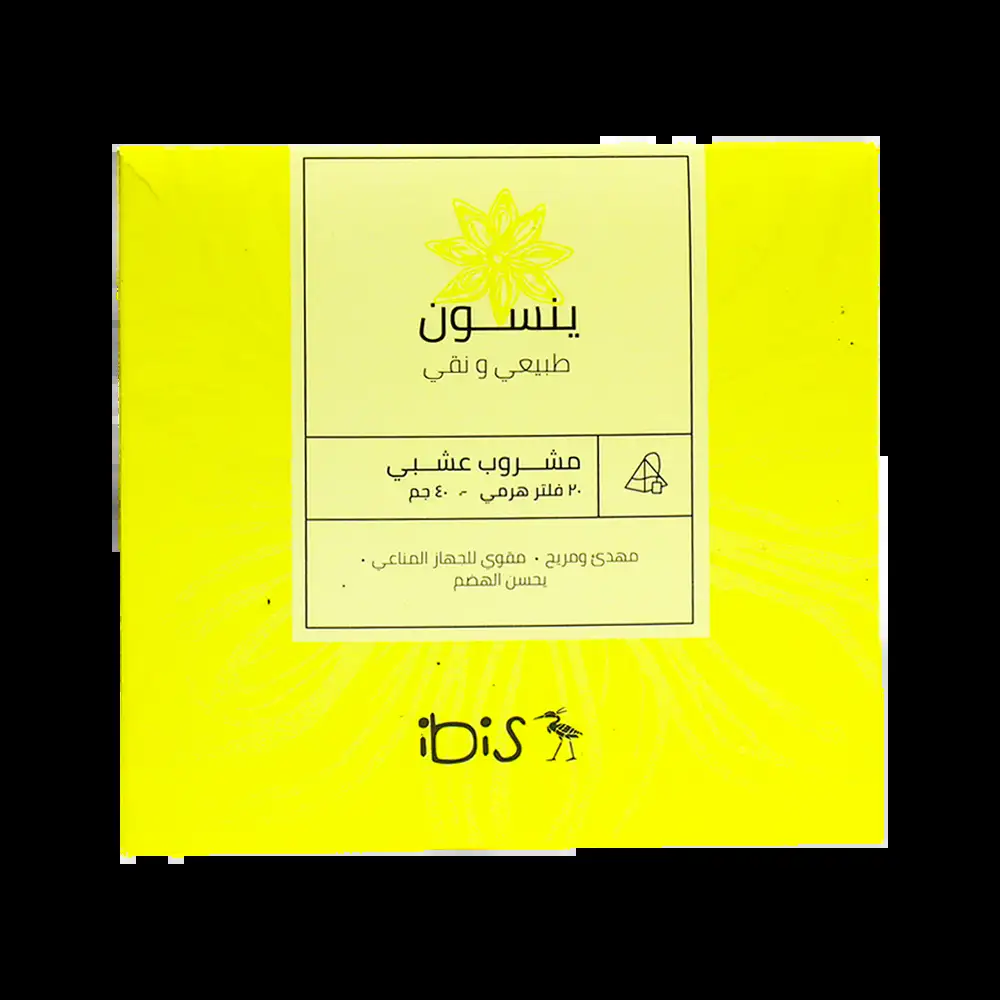 ينسون
طبيعي و نقي
مشروب عشبي
٢٠ فلتر هرمي - ٤٠ جم
مهدئ ومريح • مقوي للجهاز المناعي •
يحسن الهضم
ibis